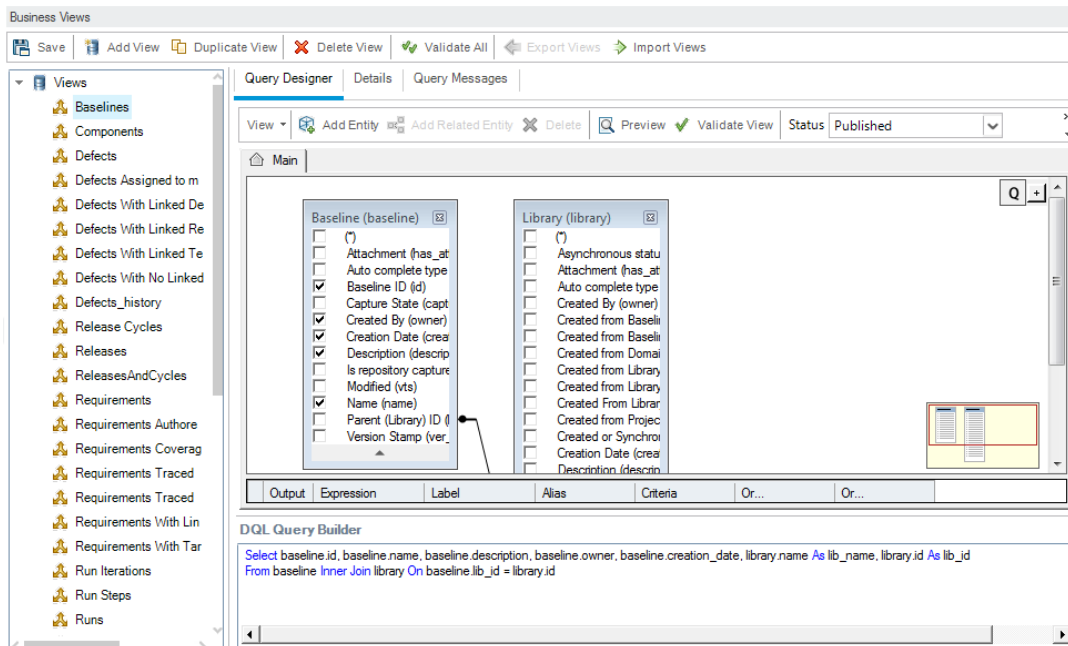 Business Views
Save Add View Duplicate View Delete View Validate All Export Views Import Views
Views
Baselines
Components
Defects
Defects Assigned to m
Defects With Linked De
Defects With Linked Re
Defects With Linked Te
Defects With No Linked
Defects_history
Release Cycles
Releases
ReleasesAndCycles
Requirements
Requirements Authore
Requirements Coverag
Requirements Traced
Requirements Traced
Requirements With Lin
Requirements With Tar
Run Iterations
Run Steps
Runs
Query Designer Details Query Messages
View Add Entity Add Related Entity Delete Preview Validate View Status Published
Main
Q +
Baseline (baseline)
(*)
Attachment (has_at
Auto complete type
Baseline ID (id)
Capture State (capt
Created By (owner)
Creation Date (crea
Description (descrip
Is repository capture
Modified (vts)
Name (name)
Parent (Library) ID (
Version Stamp (ver_
Library (library)
(*)
Asynchronous statu
Attachment (has_at
Auto complete type
Created By (owner)
Created from Baseli
Created from Baseli
Created from Domai
Created from Library
Created from Library
Created From Librar
Created from Projec
Created or Synchro
Creation Date (crea
Description (descrip
Output Expression Label Alias Criteria Or... Or...
DQL Query Builder
Select baseline.id, baseline.name, baseline.description, baseline.owner, baseline.creation_date, library.name As lib_name, library.id As lib_id
From baseline Inner Join library On baseline.lib_id = library.id